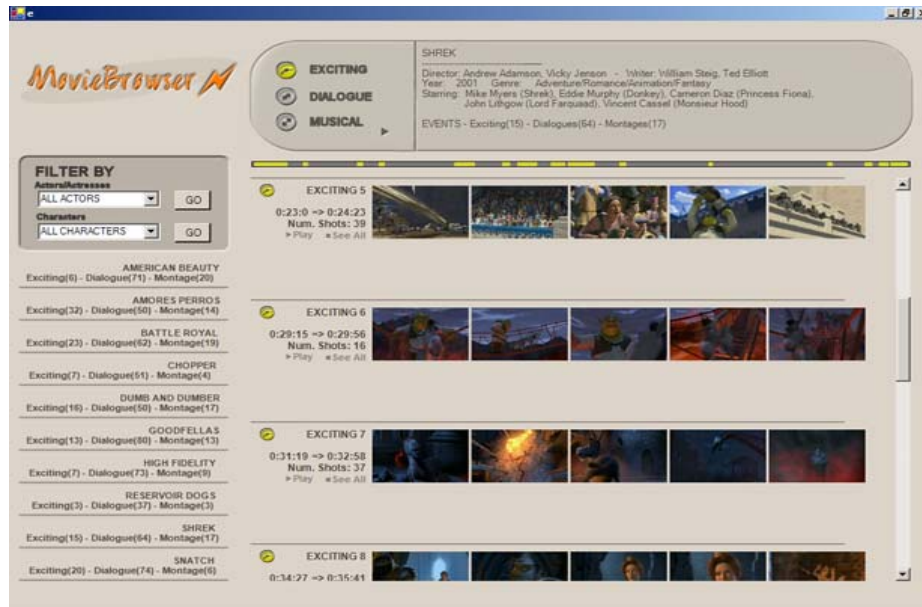 e
MovieBrowser
EXCITING
DIALOGUE
MUSICAL
SHREK
Director: Andrew Adamson, Vicky Jenson - Writer: William Steig, Ted Elliott
Year: 2001 Genre: Adventure/Romance/Animation/Fantasy
Starring: Mike Myers (Shrek), Eddie Murphy (Donkey), Cameron Diaz (Princess Fiona),
John Lithgow (Lord Farquaad), Vincent Cassel (Monsieur Hood)
EVENTS - Exciting(15) - Dialogues(64) - Montages(17)
FILTER BY
Actors/Actresses
ALL ACTORS
GO
Characters
ALL CHARACTERS
GO
AMERICAN BEAUTY
Exciting(6) - Dialogue(71) - Montage(20)
AMORES PERROS
Exciting(32) - Dialogue(50) - Montage(14)
BATTLE ROYAL
Exciting(23) - Dialogue(62) - Montage(19)
CHOPPER
Exciting(7) - Dialogue(51) - Montage(4)
DUMB AND DUMBER
Exciting(16) - Dialogue(50) - Montage(17)
GOODFELLAS
Exciting(13) - Dialogue(80) - Montage(13)
HIGH FIDELITY
Exciting(7) - Dialogue(73) - Montage(9)
RESERVOIR DOGS
Exciting(3) - Dialogue(37) - Montage(3)
SHREK
Exciting(15) - Dialogue(64) - Montage(17)
SNATCH
Exciting(20) - Dialogue(74) - Montage(6)
EXCITING 5
0:23:0 => 0:24:23
Num. Shots: 39
Play See All
EXCITING 6
0:29:15 => 0:29:56
Num. Shots: 16
Play See All
EXCITING 7
0:31:19 => 0:32:58
Num. Shots: 37
Play See All
EXCITING 8
0:34:27 => 0:35:41